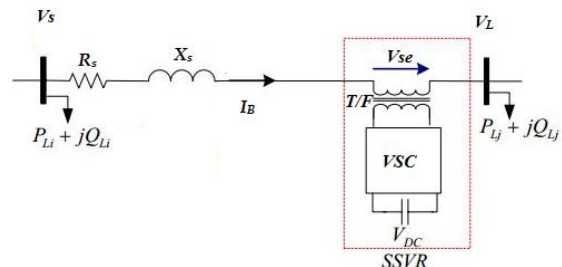 Vs
VL
Rs
Xs
Vse
IB
T/F
PLi + jQLi
PLj + jQLj
VSC
VDC
SSVR